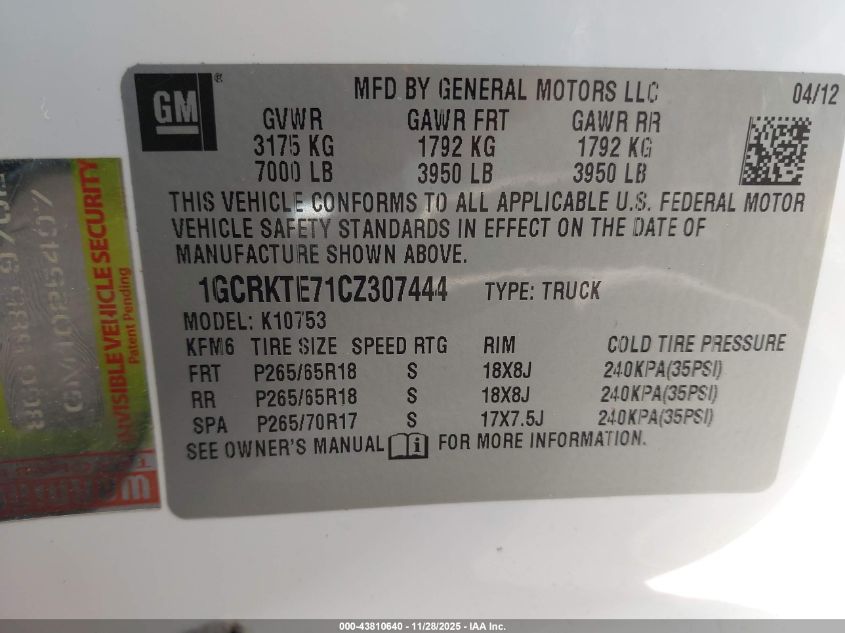 GM®
MFD BY GENERAL MOTORS LLC 04/12
GVWR GAWR FRT GAWR RR
3175 KG 1792 KG 1792 KG
7000 LB 3950 LB 3950 LB
THIS VEHICLE CONFORMS TO ALL APPLICABLE U.S. FEDERAL MOTOR
VEHICLE SAFETY STANDARDS IN EFFECT ON THE DATE OF
MANUFACTURE SHOWN ABOVE.
1GCRKTE71CZ307444 TYPE: TRUCK
MODEL: K10753
KFM6 TIRE SIZE SPEED RTG RIM COLD TIRE PRESSURE
FRT P265/65R18 S 18X8J 240KPA(35PSI)
RR P265/65R18 S 18X8J 240KPA(35PSI)
SPA P265/70R17 S 17X7.5J 240KPA(35PSI)
SEE OWNER'S MANUAL i FOR MORE INFORMATION.
INVISIBLE VEHICLE SECURITY
Patent Pending
000-43810640 - 11/28/2025 - IAA Inc.